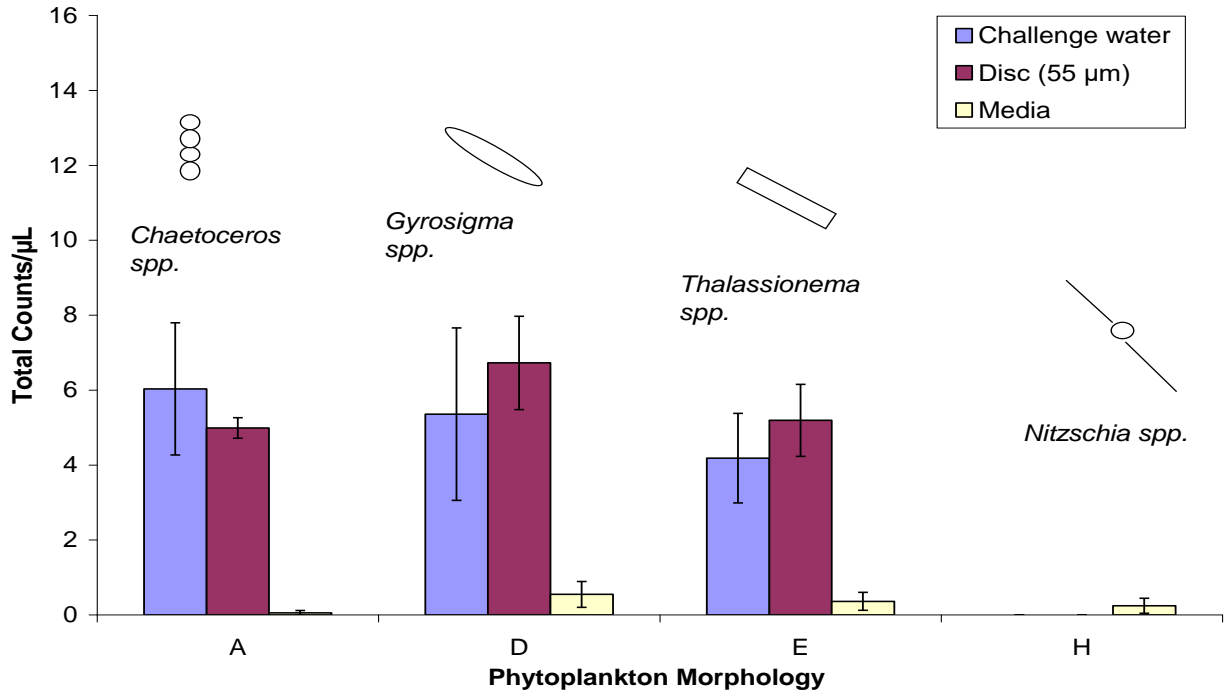 16
14
12
10
8
6
4
2
0
Total Counts/µL
Challenge water
Disc (55 µm)
Media
Chaetoceros
spp.
Gyrosigma
spp.
Thalassionema
spp.
Nitzschia spp.
A
D
E
H
Phytoplankton Morphology